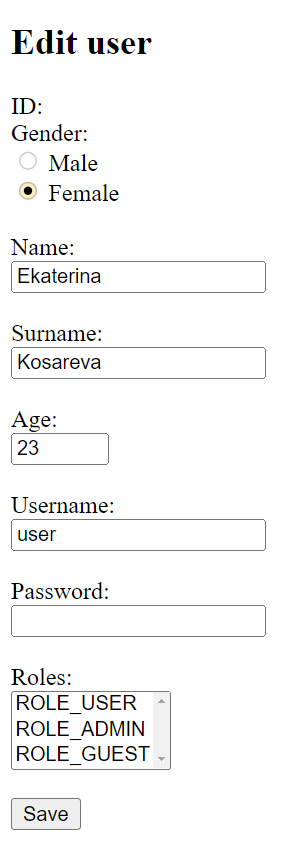 Edit user
ID:
Gender:
Male
Female
Name:
Ekaterina
Surname:
Kosareva
Age:
23
Username:
user
Password:
Roles:
ROLE_USER
ROLE_ADMIN
ROLE_GUEST
Save